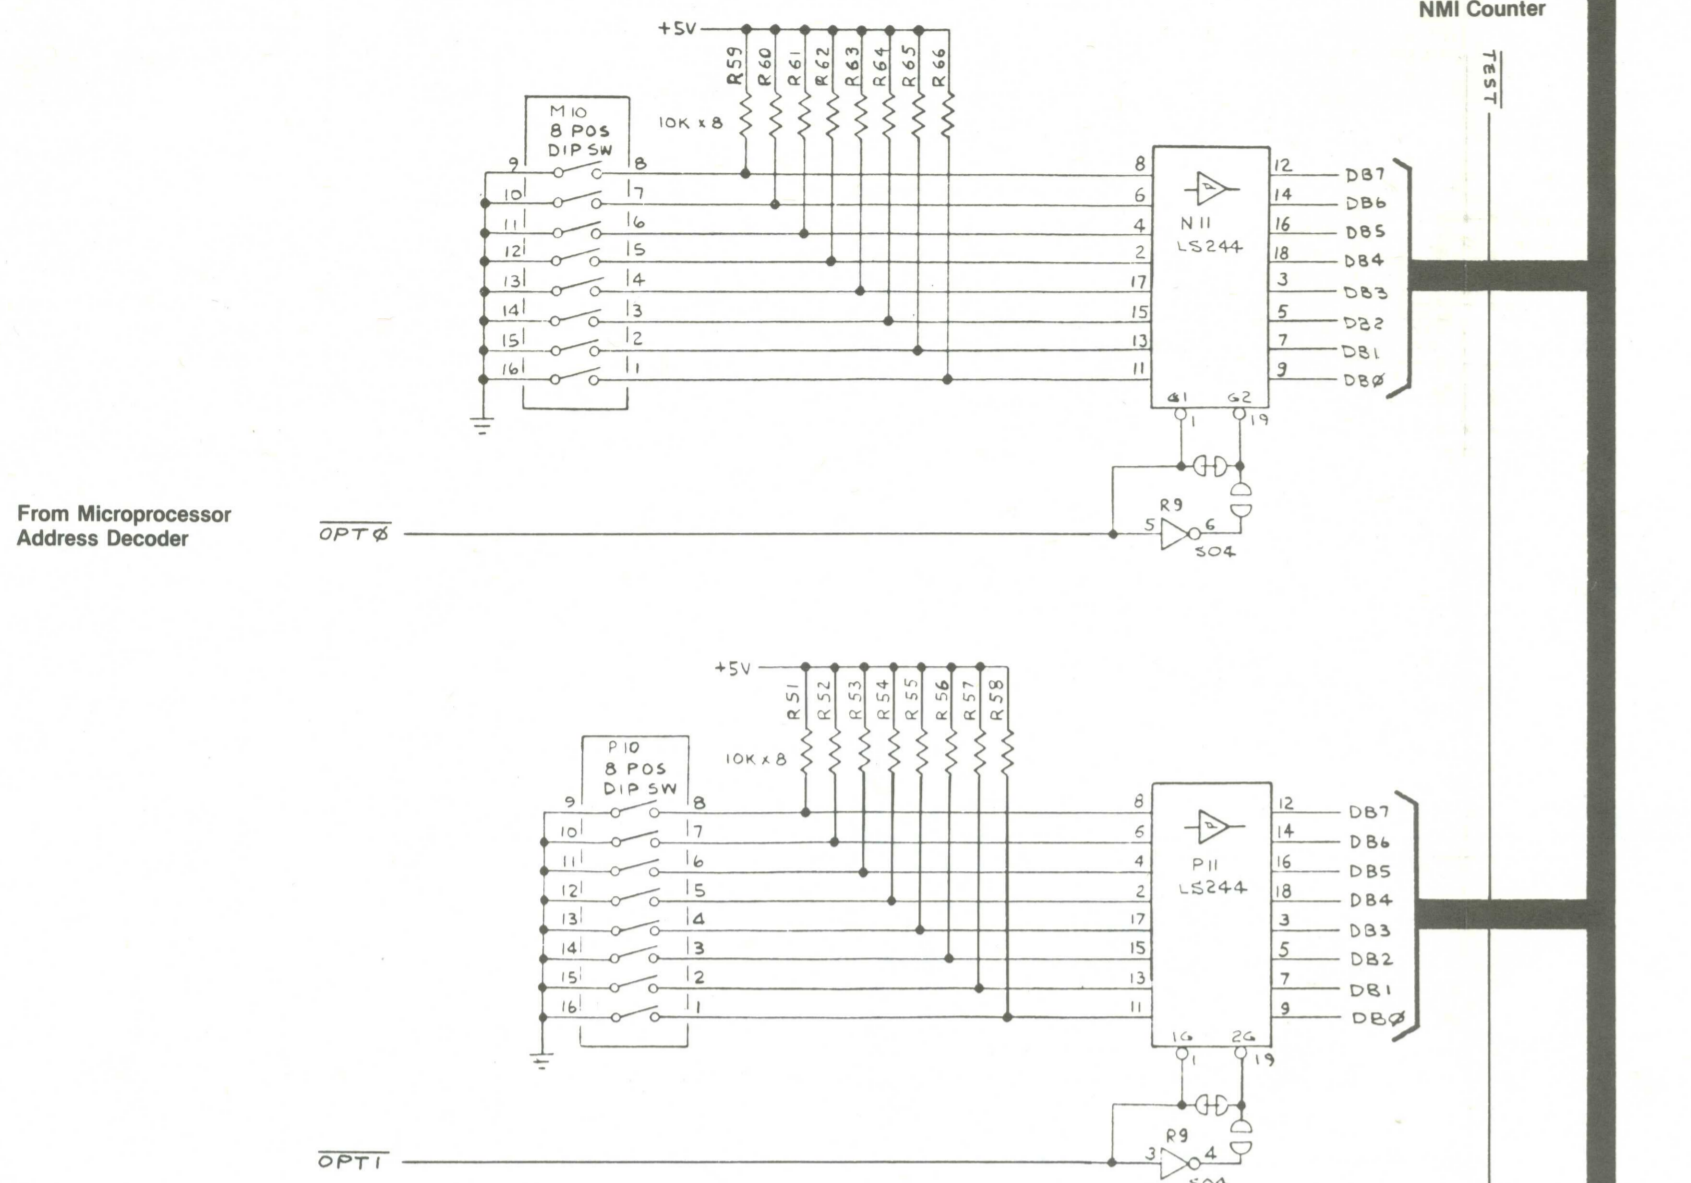 NMI Counter
TEST
+5V
R59 R60 R61 R62 R63 R64 R65 R66
10K x 8
M10
8 POS
DIP SW
9 8 8 12 DB7
10 7 6 14 DB6
11 6 4 16 DB5
N11
LS244
12 5 2 18 DB4
13 4 17 3 DB3
14 3 15 5 DB2
15 2 13 7 DB1
16 1 11 9 DBØ
G1 G2
1 19
From Microprocessor
Address Decoder
OPTØ
R9
5 6
S04
+5V
R51 R52 R53 R54 R55 R56 R57 R58
10K x 8
P10
8 POS
DIP SW
9 8 8 12 DB7
10 7 6 14 DB6
11 6 4 16 DB5
P11
LS244
12 5 2 18 DB4
13 4 17 3 DB3
14 3 15 5 DB2
15 2 13 7 DB1
16 1 11 9 DBØ
1G 2G
1 19
OPT1
R9
3 4
S04